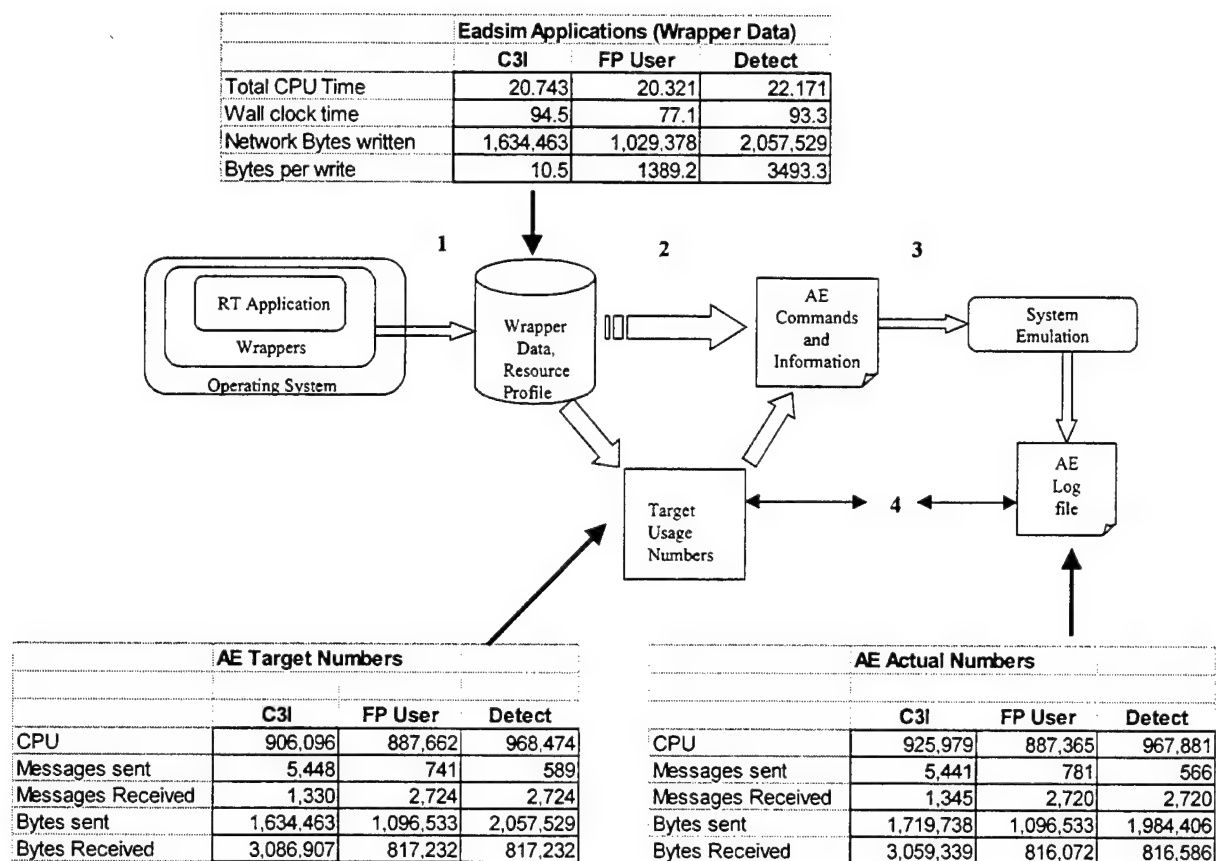 Eadsim Applications (Wrapper Data)
C3I FP User Detect
Total CPU Time 20.743 20.321 22.171
Wall clock time 94.5 77.1 93.3
Network Bytes written 1,634,463 1,029,378 2,057,529
Bytes per write 10.5 1389.2 3493.3
1 2 3
RT Application
Wrappers
Operating System
Wrapper
Data,
Resource
Profile
AE
Commands
and
Information
System
Emulation
Target
Usage
Numbers
4
AE
Log
file
AE Target Numbers
C3I FP User Detect
CPU 906,096 887,662 968,474
Messages sent 5,448 741 589
Messages Received 1,330 2,724 2,724
Bytes sent 1,634,463 1,096,533 2,057,529
Bytes Received 3,086,907 817,232 817,232
AE Actual Numbers
C3I FP User Detect
CPU 925,979 887,365 967,881
Messages sent 5,441 781 566
Messages Received 1,345 2,720 2,720
Bytes sent 1,719,738 1,096,533 1,984,406
Bytes Received 3,059,339 816,072 816,586